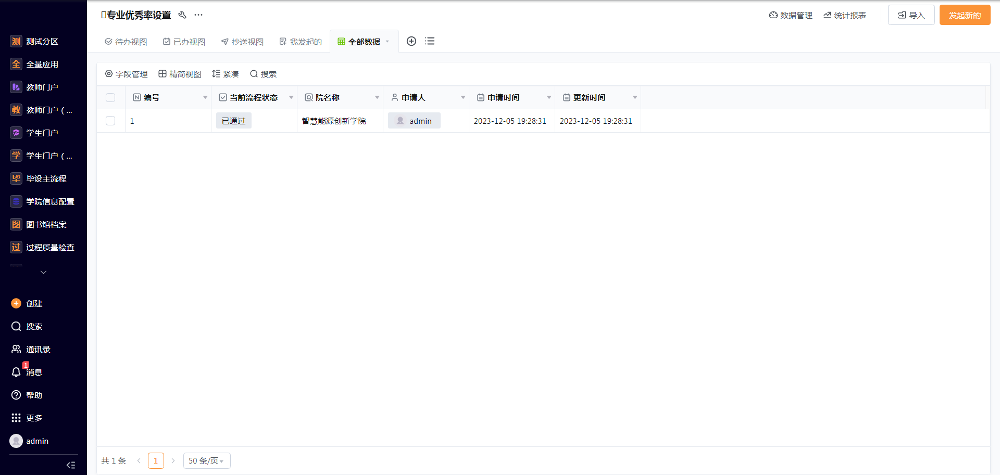 专业优秀率设置
数据管理
统计报表
导入
发起新的
待办视图
已办视图
抄送视图
我发起的
全部数据
字段管理
精简视图
紧凑
搜索
编号
当前流程状态
院名称
申请人
申请时间
更新时间
1
已通过
智慧能源创新学院
admin
2023-12-05 19:28:31
2023-12-05 19:28:31
共 1 条
1
50 条/页
测 测试分区
全 全量应用
教师门户
教 教师门户 ( ...
学生门户
学 学生门户 ( ...
毕 毕设主流程
学院信息配置
图 图书馆档案
过 过程质量检查
创建
搜索
通讯录
1
消息
帮助
更多
admin